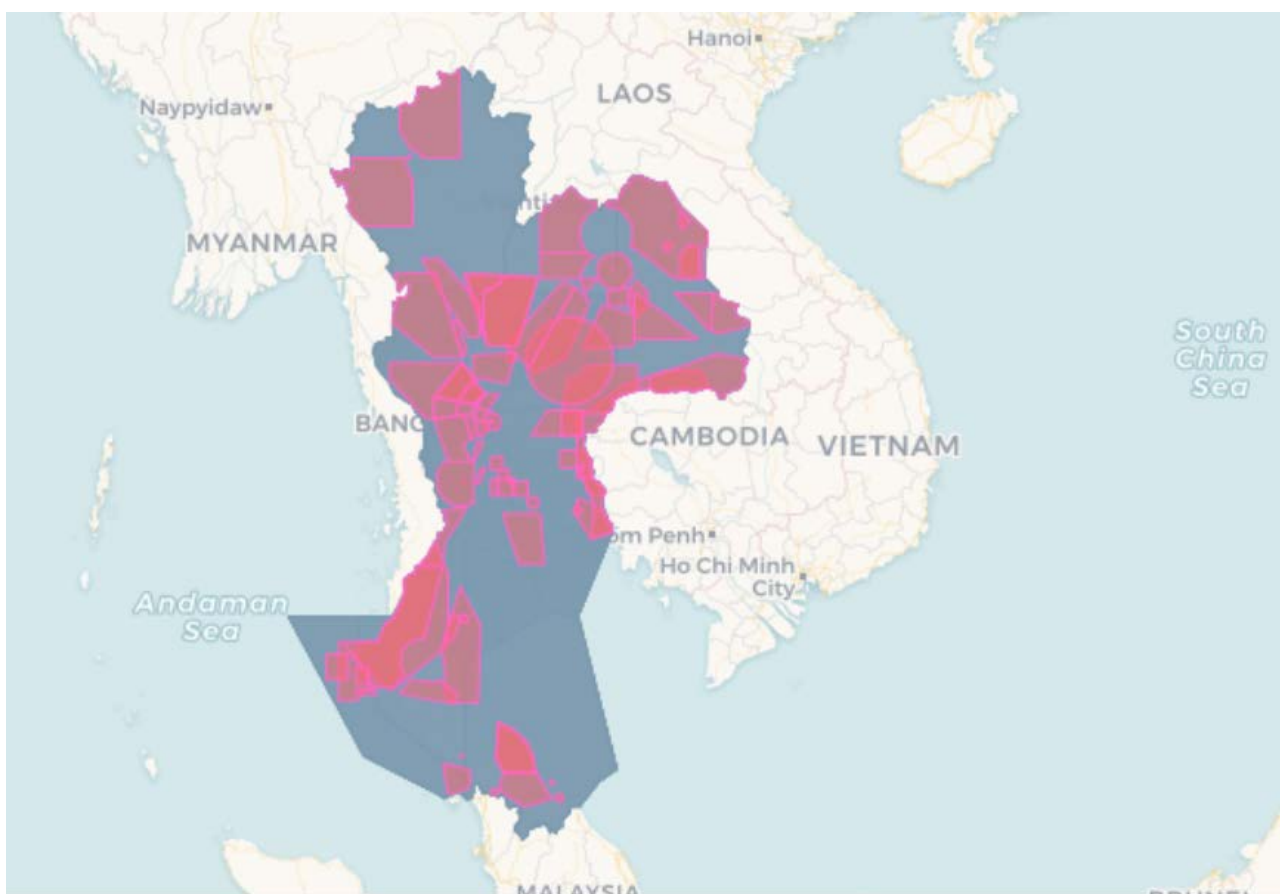 Hanoi
LAOS
Naypyidaw
MYANMAR
South
China
Sea
BANG
CAMBODIA
VIETNAM
om Penh
Ho Chi Minh
City
Andaman
Sea
MALAYSIA